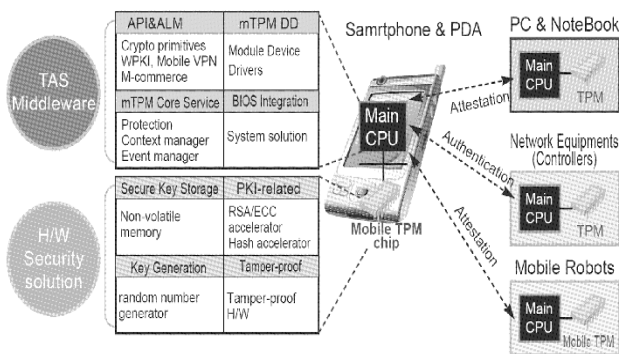 TAS
Middleware
API&ALM
mTPM DD
Crypto primitives
WPKI, Mobile VPN
M-commerce
Module Device
Drivers
mTPM Core Service
BIOS Integration
Protection
Context manager
Event manager
System solution
H/W
Security
solution
Secure Key Storage
PKI-related
Non-volatile
memory
RSA/ECC
accelerator
Hash accelerator
Key Generation
Tamper-proof
random number
generator
Tamper-proof
H/W
Samrtphone & PDA
Main
CPU
Mobile TPM
chip
Attestation
Authentication
Attestation
PC & NoteBook
Main
CPU
TPM
Network Equipments
(Controllers)
Main
CPU
TPM
Mobile Robots
Main
CPU
Mobile TPM